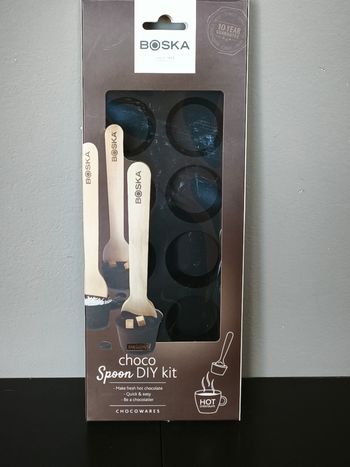 BOSKA
10 YEAR
GUARANTEE
BOSKA
BOSKA
BOSKA
choco
Spoon DIY kit
- Make fresh hot chocolate
- Quick & easy
- Be a chocolatier
CHOCOWARES
HOT